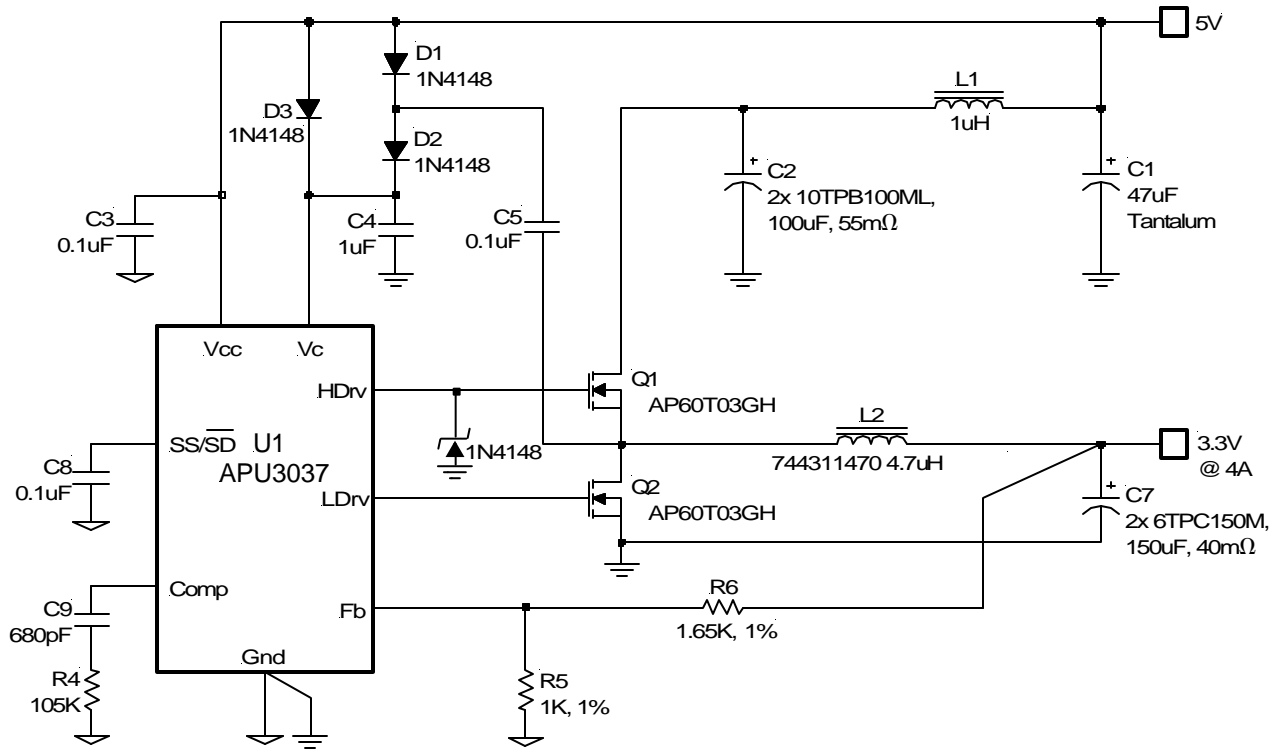 5V
D1
1N4148
L1
1uH
D3
1N4148
D2
1N4148
C2
2x 10TPB100ML,
100uF, 55mΩ
C1
47uF
Tantalum
C3
0.1uF
C4
1uF
C5
0.1uF
Vcc
Vc
HDrv
Q1
AP60T03GH
SS/SD
U1
APU3037
1N4148
L2
744311470 4.7uH
3.3V
@ 4A
C8
0.1uF
LDrv
Q2
AP60T03GH
C7
2x 6TPC150M,
150uF, 40mΩ
Comp
C9
680pF
Fb
R6
1.65K, 1%
Gnd
R4
105K
R5
1K, 1%